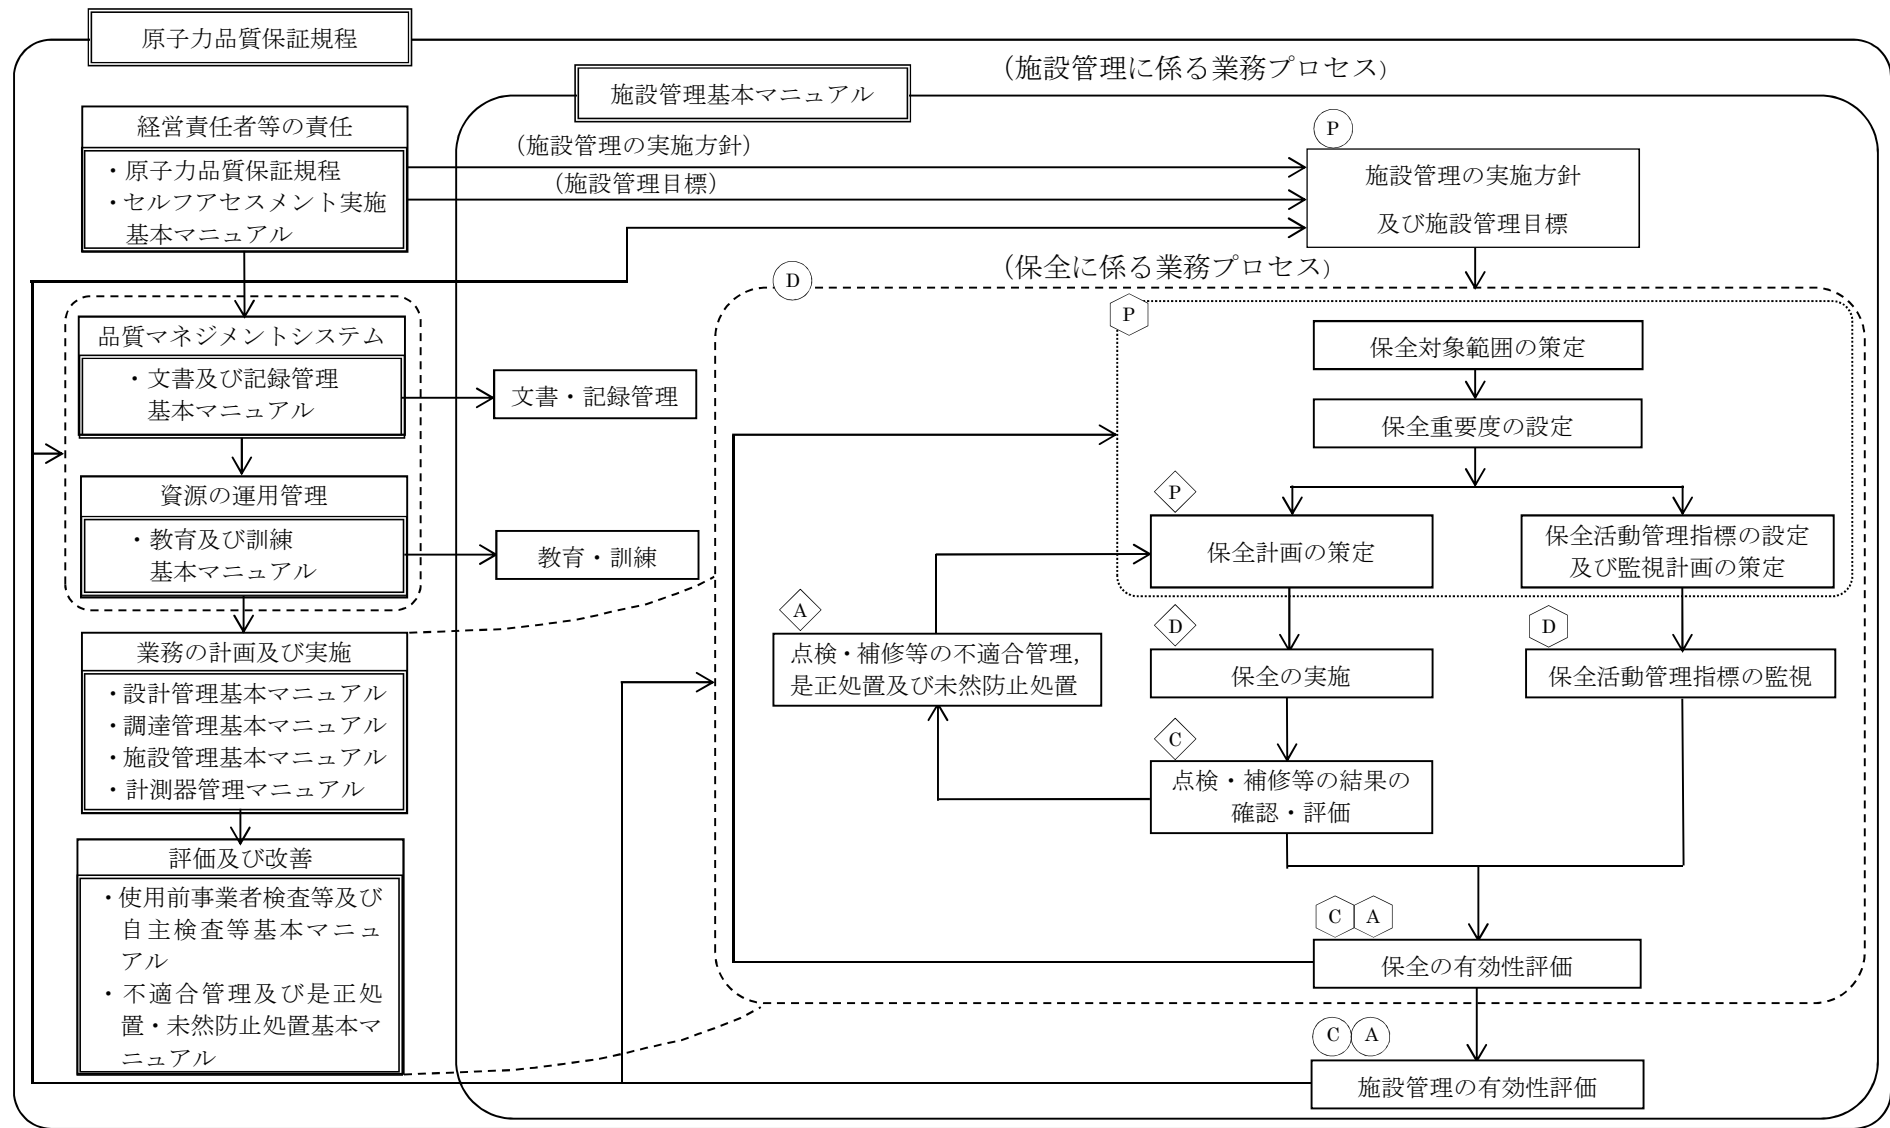 原子力品質保証規程
(施設管理に係る業務プロセス)
施設管理基本マニュアル
経営責任者等の責任
・原子力品質保証規程
・セルフアセスメント実施
基本マニュアル
(施設管理の実施方針)
(施設管理目標)
P
施設管理の実施方針
及び施設管理目標
(保全に係る業務プロセス)
D
品質マネジメントシステム
・文書及び記録管理
基本マニュアル
文書・記録管理
資源の運用管理
・教育及び訓練
基本マニュアル
教育・訓練
業務の計画及び実施
・設計管理基本マニュアル
・調達管理基本マニュアル
・施設管理基本マニュアル
・計測器管理マニュアル
評価及び改善
・使用前事業者検査等及び
自主検査等基本マニュ
アル
・不適合管理及び是正処
置・未然防止処置基本マ
ニュアル
P
保全対象範囲の策定
保全重要度の設定
P
保全計画の策定
保全活動管理指標の設定
及び監視計画の策定
A
点検・補修等の不適合管理,
是正処置及び未然防止処置
D
保全の実施
D
保全活動管理指標の監視
C
点検・補修等の結果の
確認・評価
C A
保全の有効性評価
C A
施設管理の有効性評価